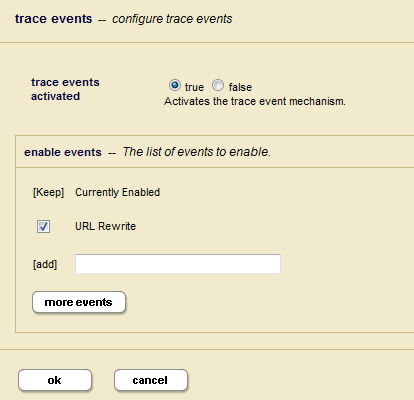 trace events -- configure trace events
trace events
activated
true false
Activates the trace event mechanism.
enable events -- The list of events to enable.
[Keep] Currently Enabled
URL Rewrite
[add]
more events
ok cancel